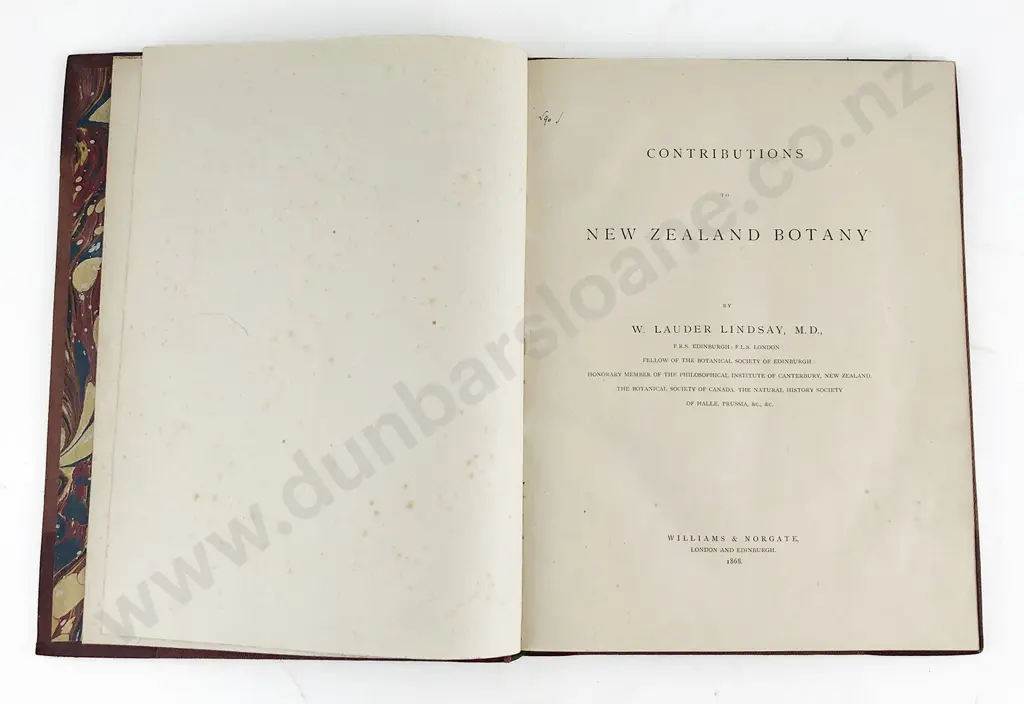 CONTRIBUTIONS
TO
NEW ZEALAND BOTANY
BY
W. LAUDER LINDSAY, M.D.,
F.R.S. EDINBURGH; F.L.S. LONDON
FELLOW OF THE BOTANICAL SOCIETY OF EDINBURGH
HONORARY MEMBER OF THE PHILOSOPHICAL INSTITUTE OF CANTERBURY, NEW ZEALAND,
THE BOTANICAL SOCIETY OF CANADA, THE NATURAL HISTORY SOCIETY
OF HALLE, PRUSSIA, &C., &C.
WILLIAMS & NORGATE,
LONDON AND EDINBURGH.
1868.
www.dunbarsloane.co.nz